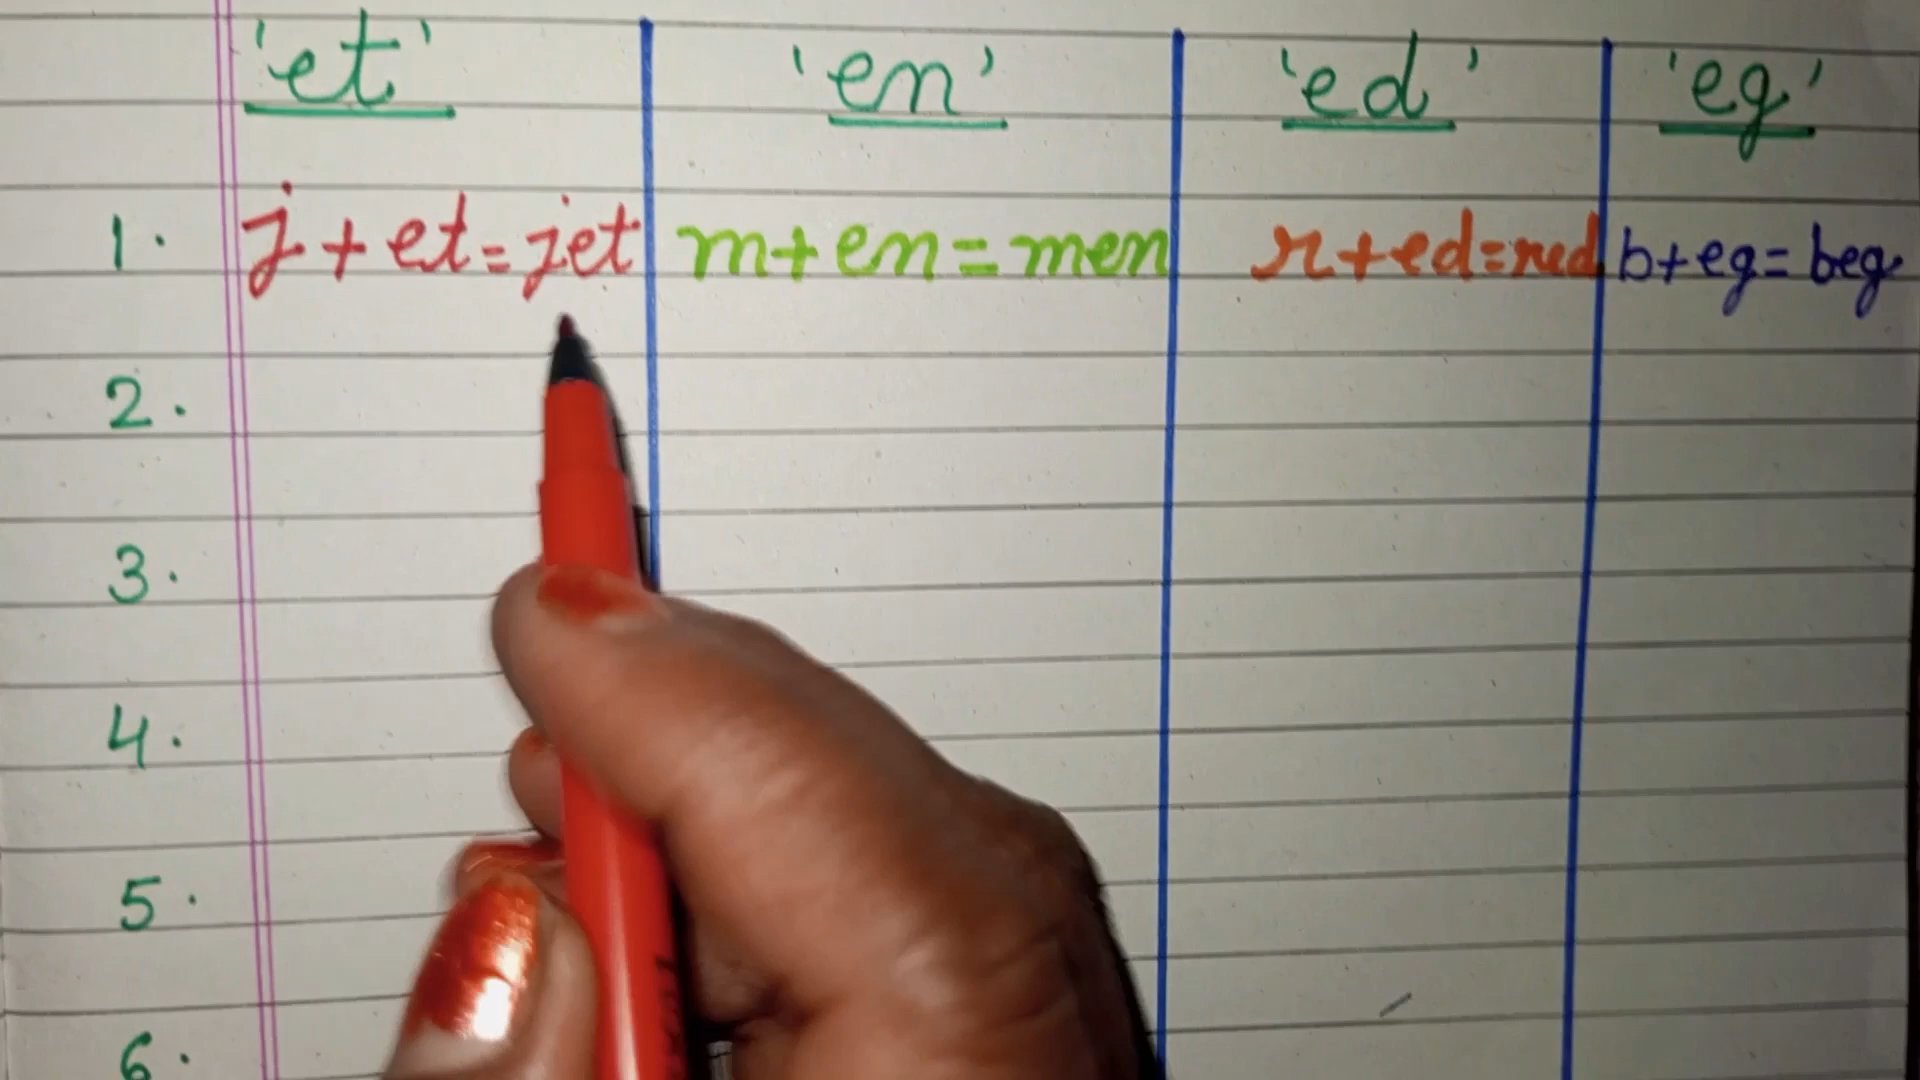 'et' 'en' 'ed' 'eg'
1. j + et = jet m+en=men r+ed=red b+eg= beg
2.
3.
4.
5.
6.